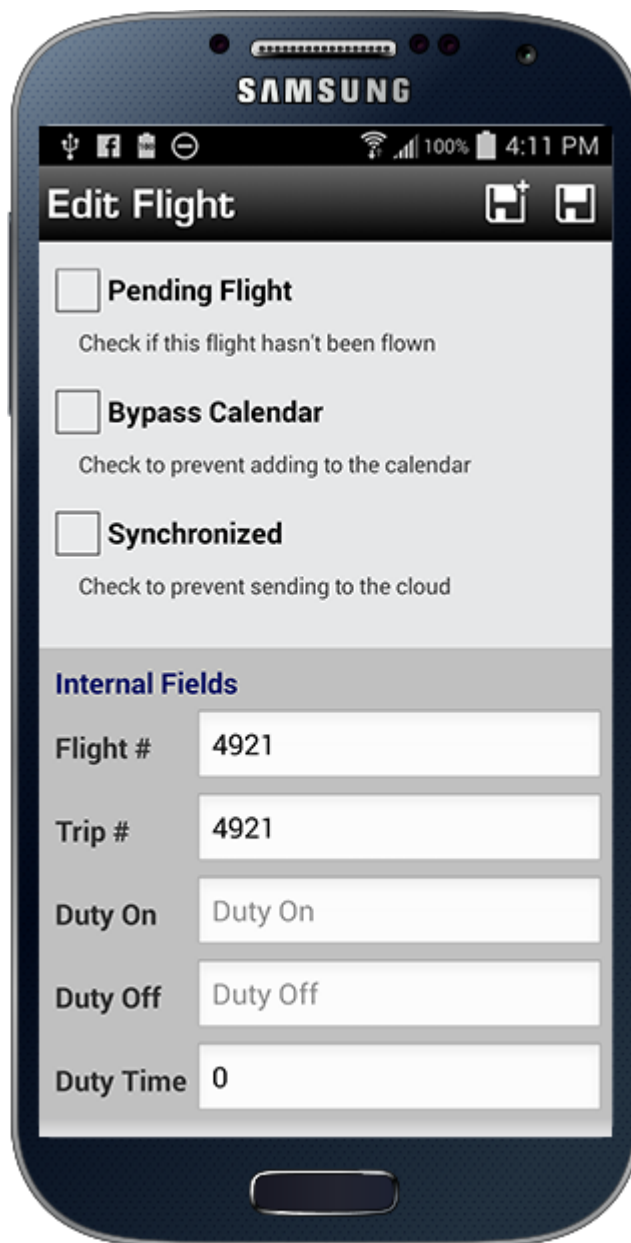 SAMSUNG
100% 4:11 PM
Edit Flight
Pending Flight
Check if this flight hasn't been flown
Bypass Calendar
Check to prevent adding to the calendar
Synchronized
Check to prevent sending to the cloud
Internal Fields
Flight # 4921
Trip # 4921
Duty On Duty On
Duty Off Duty Off
Duty Time 0